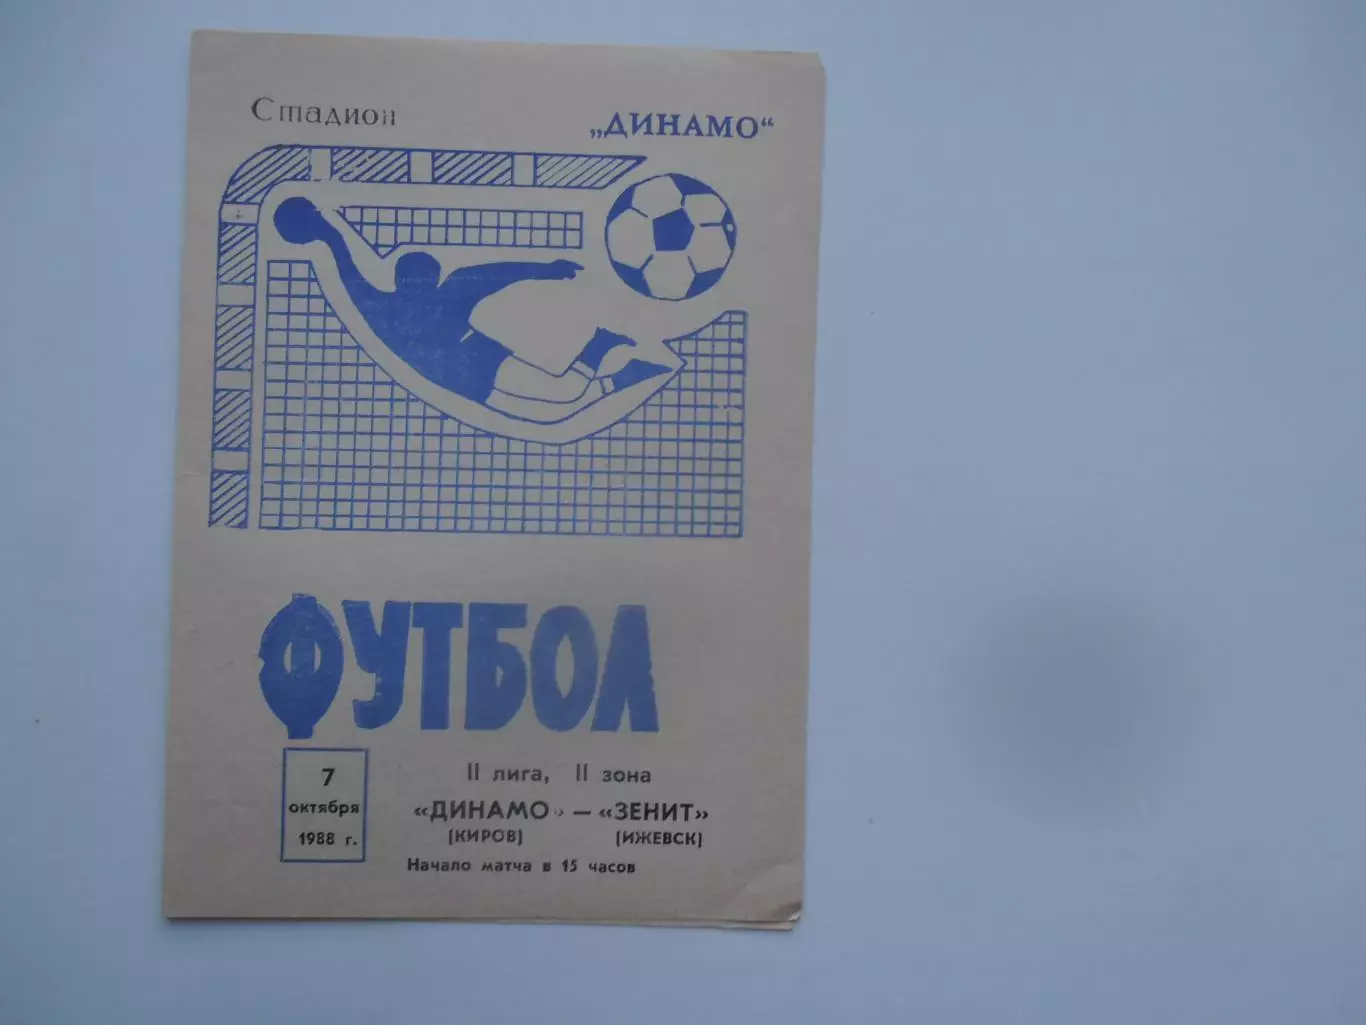 Стадион „ДИНАМО“
ФУТБОЛ
7
октября
1988 г.
II лига, II зона
«ДИНАМО» — «ЗЕНИТ»
(КИРОВ) (ИЖЕВСК)
Начало матча в 15 часов